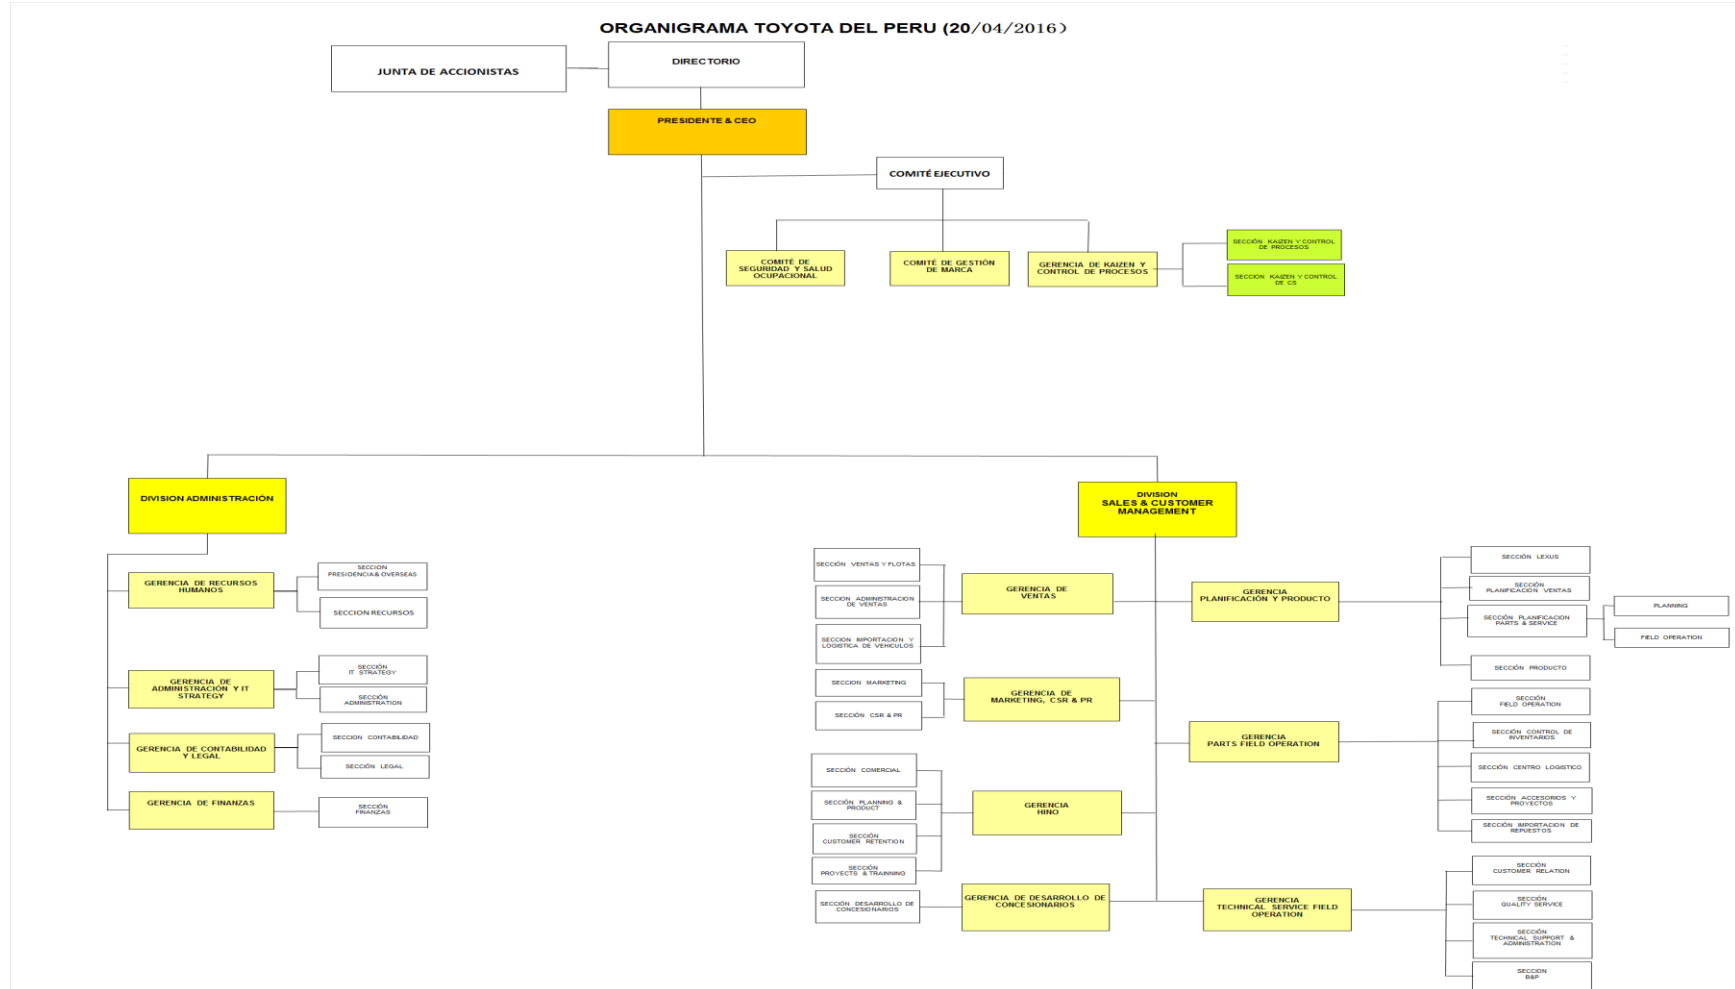 ORGANIGRAMA TOYOTA DEL PERU (20/04/2016)
JUNTA DE ACCIONISTAS
DIRECTORIO
PRESIDENTE & CEO
COMITÉ EJECUTIVO
COMITÉ DE
SEGURIDAD Y SALUD
OCUPACIONAL
COMITÉ DE GESTIÓN
DE MARCA
GERENCIA DE KAIZEN Y
CONTROL DE PROCESOS
SECCIÓN KAIZEN Y CONTROL
DE PROCESOS
SECCION KAIZEN Y CONTROL
DE CS
DIVISION ADMINISTRACIÓN
GERENCIA DE RECURSOS
HUMANOS
SECCION
PRESIDENCIA & OVERSEAS
SECCION RECURSOS
GERENCIA DE
ADMINISTRACIÓN Y IT
STRATEGY
SECCIÓN
IT STRATEGY
SECCIÓN
ADMINISTRATION
GERENCIA DE CONTABILIDAD
Y LEGAL
SECCION CONTABILIDAD
SECCIÓN LEGAL
GERENCIA DE FINANZAS
SECCIÓN
FINANZAS
DIVISION
SALES & CUSTOMER
MANAGEMENT
SECCIÓN VENTAS Y FLOTAS
SECCION ADMINISTRACION
DE VENTAS
SECCION IMPORTACION Y
LOGISTICA DE VEHICULOS
GERENCIA DE
VENTAS
SECCION MARKETING
SECCIÓN CSR & PR
GERENCIA DE
MARKETING, CSR & PR
SECCIÓN COMERCIAL
SECCIÓN PLANNING &
PRODUCT
SECCIÓN
CUSTOMER RETENTION
SECCIÓN
PROYECTS & TRAINNING
GERENCIA
HINO
SECCIÓN DESARROLLO DE
CONCESIONARIOS
GERENCIA DE DESARROLLO DE
CONCESIONARIOS
GERENCIA
PLANIFICACIÓN Y PRODUCTO
SECCIÓN LEXUS
SECCIÓN
PLANIFICACION VENTAS
SECCIÓN PLANIFICACION
PARTS & SERVICE
PLANNING
FIELD OPERATION
SECCIÓN PRODUCTO
GERENCIA
PARTS FIELD OPERATION
SECCIÓN
FIELD OPERATION
SECCIÓN CONTROL DE
INVENTARIOS
SECCIÓN CENTRO LOGISTICO
SECCIÓN ACCESORIOS Y
PROYECTOS
SECCIÓN IMPORTACION DE
REPUESTOS
GERENCIA
TECHNICAL SERVICE FIELD
OPERATION
SECCIÓN
CUSTOMER RELATION
SECCIÓN
QUALITY SERVICE
SECCIÓN
TECHNICAL SUPPORT &
ADMINISTRATION
SECCION
B&P